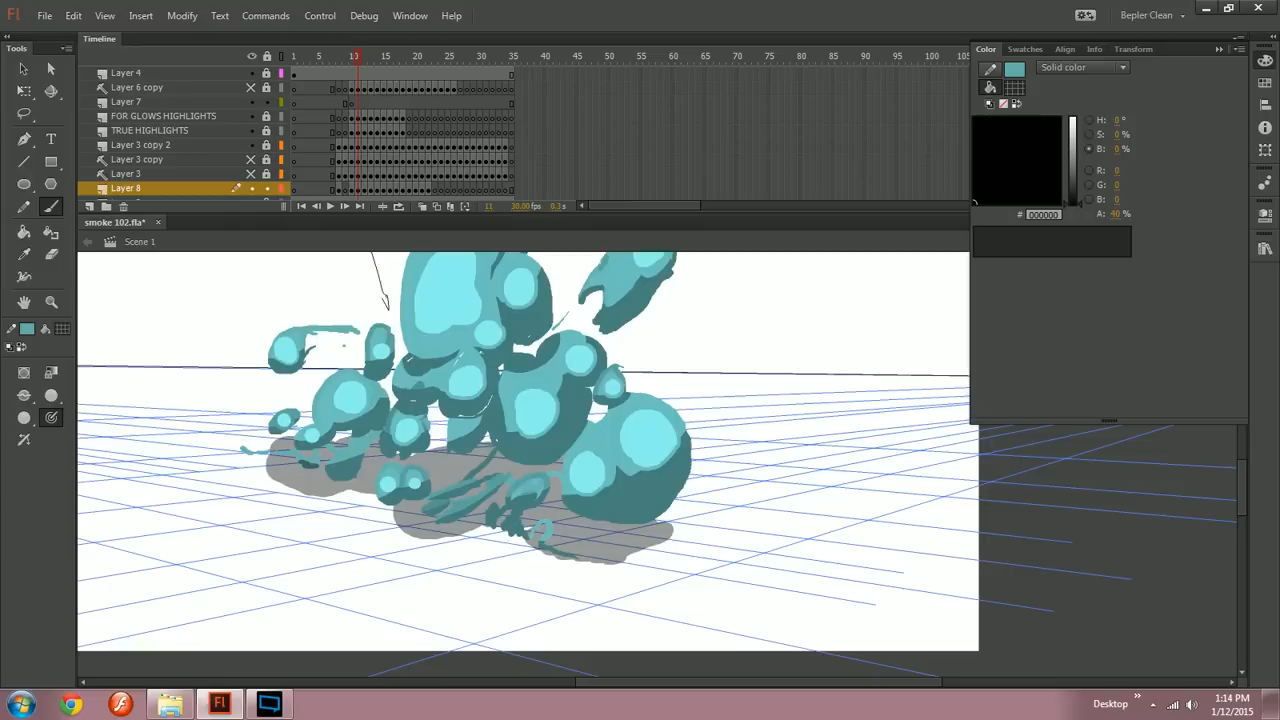 Fl File Edit View Insert Modify Text Commands Control Debug Window Help Bepler Clean
Timeline
Tools
1 5 10 15 20 25 30 35 40 45 50 55 60 65 70 75 80 85 90 95 100 105
Layer 4
Layer 6 copy
Layer 7
FOR GLOWS HIGHLIGHTS
TRUE HIGHLIGHTS
Layer 3 copy 2
Layer 3 copy
Layer 3
Layer 8
11 30.00 fps 0.3 s
smoke 102.fla* ×
Scene 1
Color Swatches Align Info Transform
Solid color
H: 0 °
S: 0 %
B: 0 %
R: 0
G: 0
B: 0
# 000000 A: 40 %
Fl Desktop 1:14 PM
1/12/2015